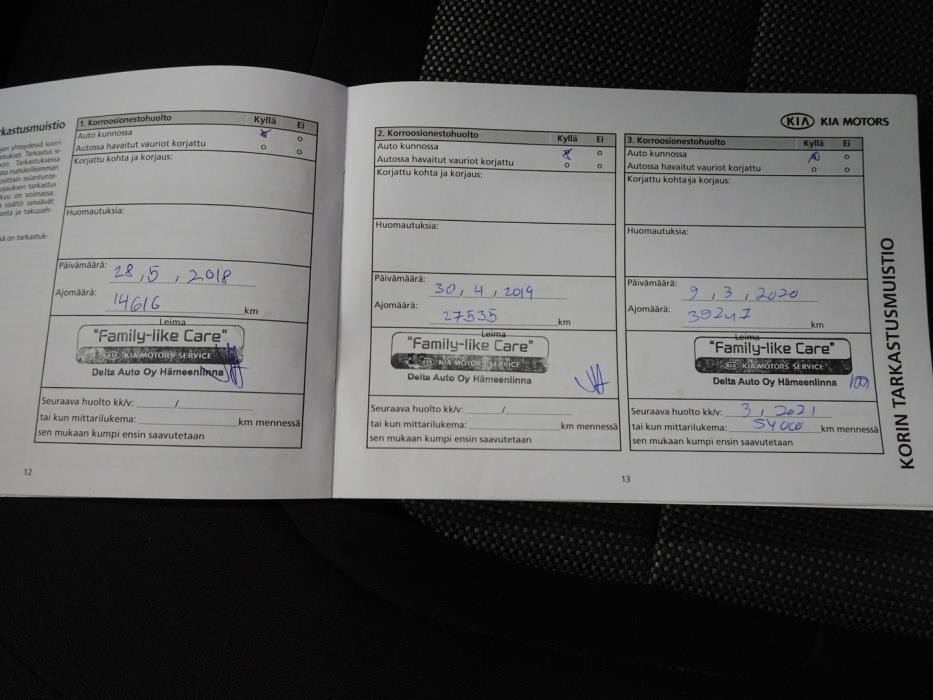 rkastusmuistio
jan yhteydessä suori-
1. Korroosionestohuolto Kyllä Ei
Auto kunnossa o
Autossa havaitut vauriot korjattu o o
Korjattu kohta ja korjaus:
Huomautuksia:
Päivämäärä: 28 , 5 , 2018
Ajomäärä: 14616 km
Leima
"Family-like Care"
KIA MOTORS SERVICE
Delta Auto Oy Hämeenlinna
Seuraava huolto kk/v: /
tai kun mittarilukema: km mennessä
sen mukaan kumpi ensin saavutetaan
12
2. Korroosionestohuolto Kyllä Ei
Auto kunnossa o
Autossa havaitut vauriot korjattu o o
Korjattu kohta ja korjaus:
Huomautuksia:
Päivämäärä: 30 , 4 , 2019
Ajomäärä: 27535 km
Leima
"Family-like Care"
KIA MOTORS SERVICE
Delta Auto Oy Hämeenlinna
Seuraava huolto kk/v: /
tai kun mittarilukema: km mennessä
sen mukaan kumpi ensin saavutetaan
KIA KIA MOTORS
3. Korroosionestohuolto Kyllä Ei
Auto kunnossa o
Autossa havaitut vauriot korjattu o o
Korjattu kohta ja korjaus:
Huomautuksia:
Päivämäärä: 9 , 3 , 2020
Ajomäärä: 39247 km
Leima
"Family-like Care"
KIA MOTORS SERVICE
Delta Auto Oy Hämeenlinna
Seuraava huolto kk/v: 3 , 2021
tai kun mittarilukema: 54000 km mennessä
sen mukaan kumpi ensin saavutetaan
13
KORIN TARKASTUSMUISTIO